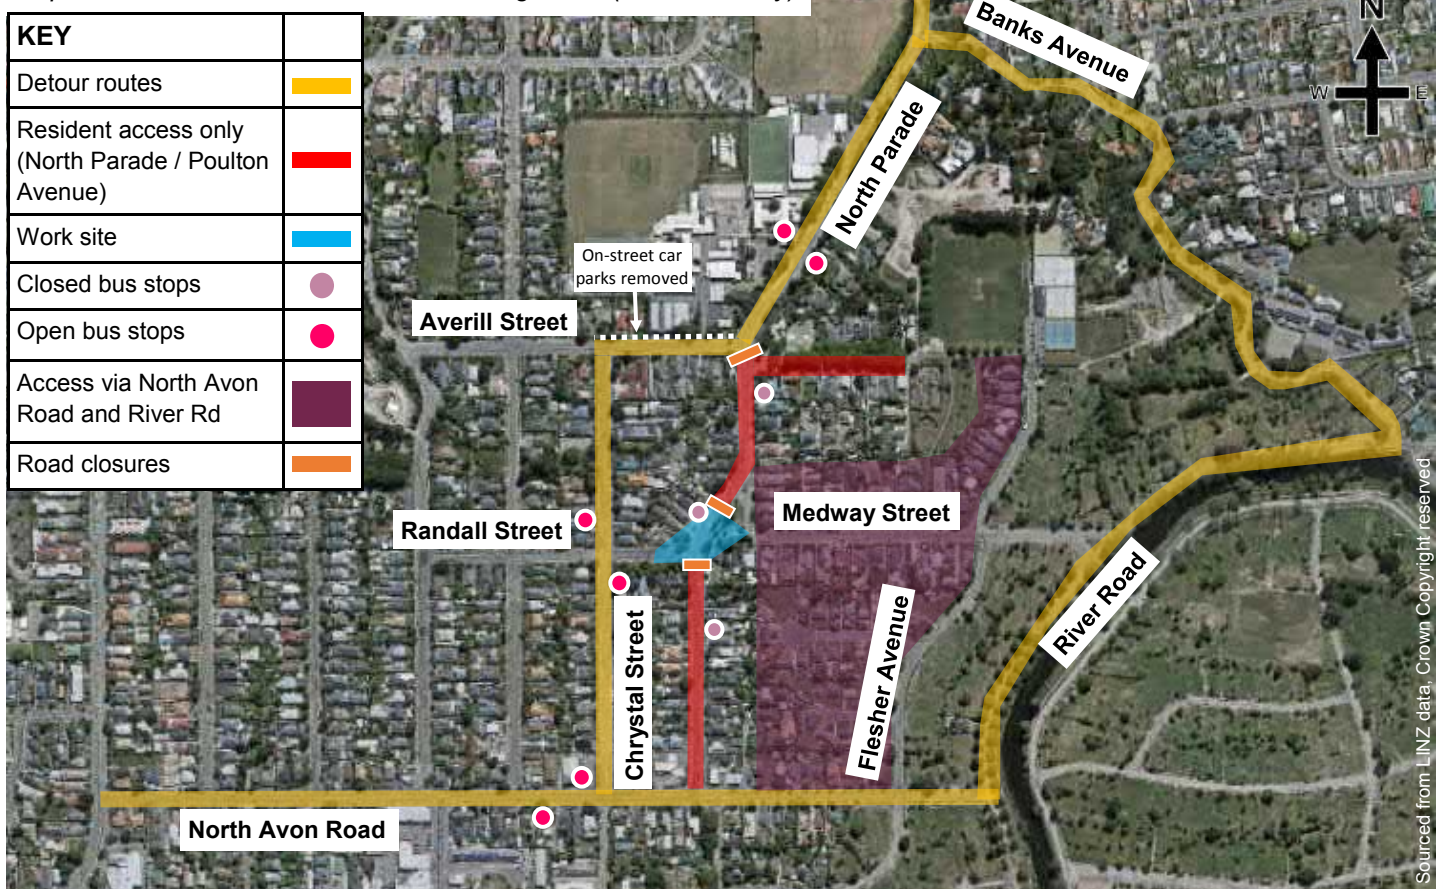 KEY
Detour routes
Resident access only
(North Parade / Poulton
Avenue)
Work site
Closed bus stops
Open bus stops
Access via North Avon
Road and River Rd
Road closures
Banks Avenue
N
W
E
North Parade
On-street car
parks removed
Averill Street
Randall Street
Medway Street
Chrystal Street
Flesher Avenue
River Road
North Avon Road
Sourced from LINZ data, Crown Copyright reserved